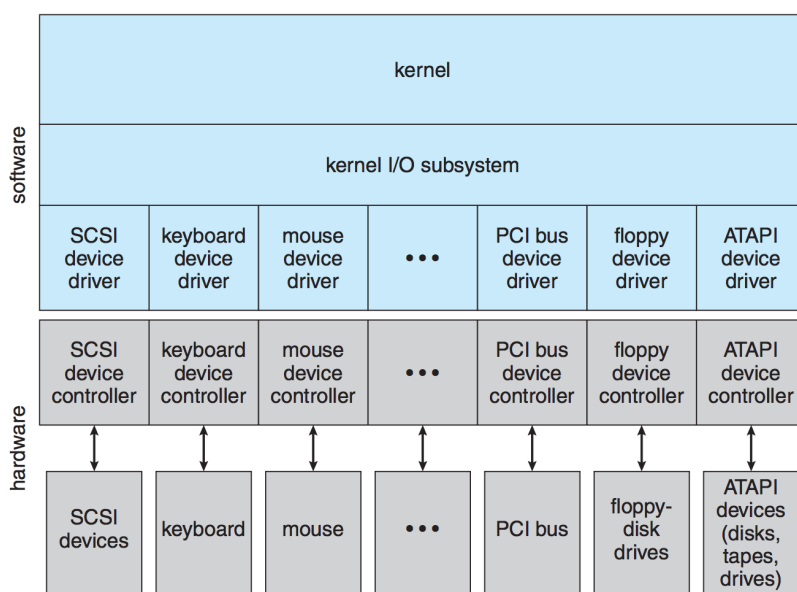 software
kernel
kernel I/O subsystem
SCSI
device
driver
keyboard
device
driver
mouse
device
driver
•••
PCI bus
device
driver
floppy
device
driver
ATAPI
device
driver
hardware
SCSI
device
controller
keyboard
device
controller
mouse
device
controller
•••
PCI bus
device
controller
floppy
device
controller
ATAPI
device
controller
SCSI
devices
keyboard
mouse
•••
PCI bus
floppy-
disk
drives
ATAPI
devices
(disks,
tapes,
drives)